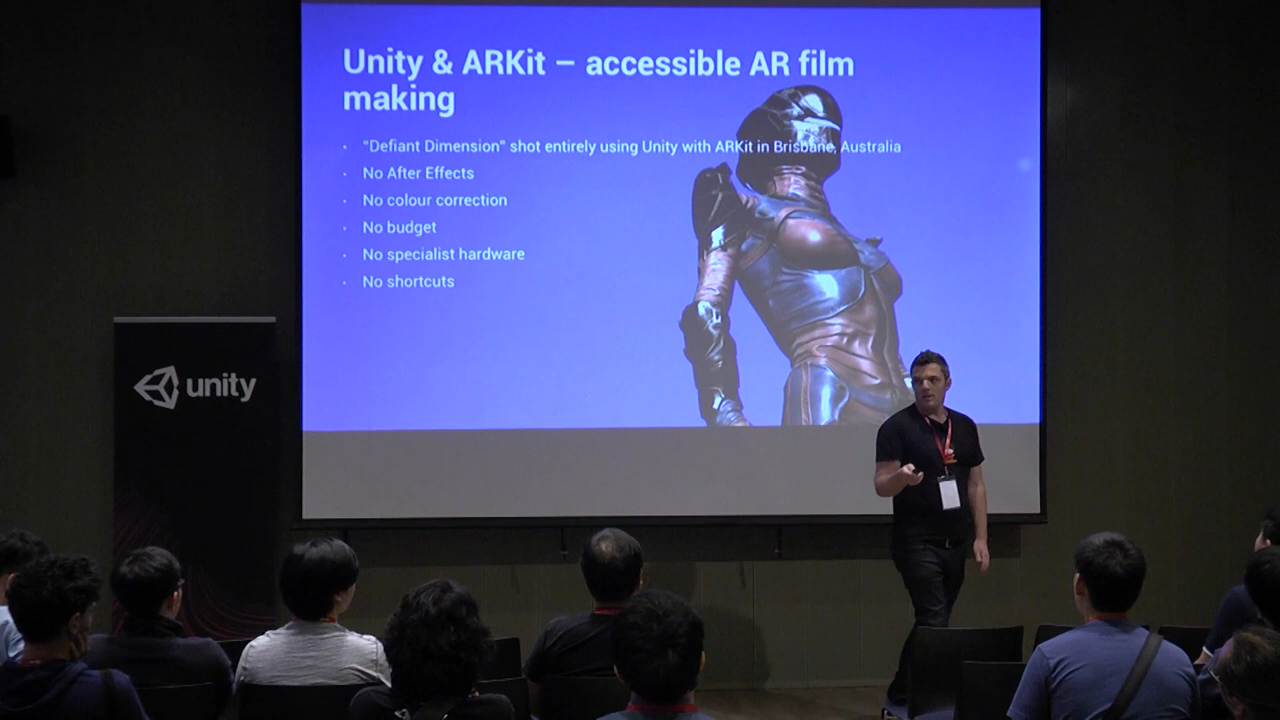 Unity & ARKit – accessible AR film
making
• "Defiant Dimension" shot entirely using Unity with ARKit in Brisbane, Australia
• No After Effects
• No colour correction
• No budget
• No specialist hardware
• No shortcuts
unity